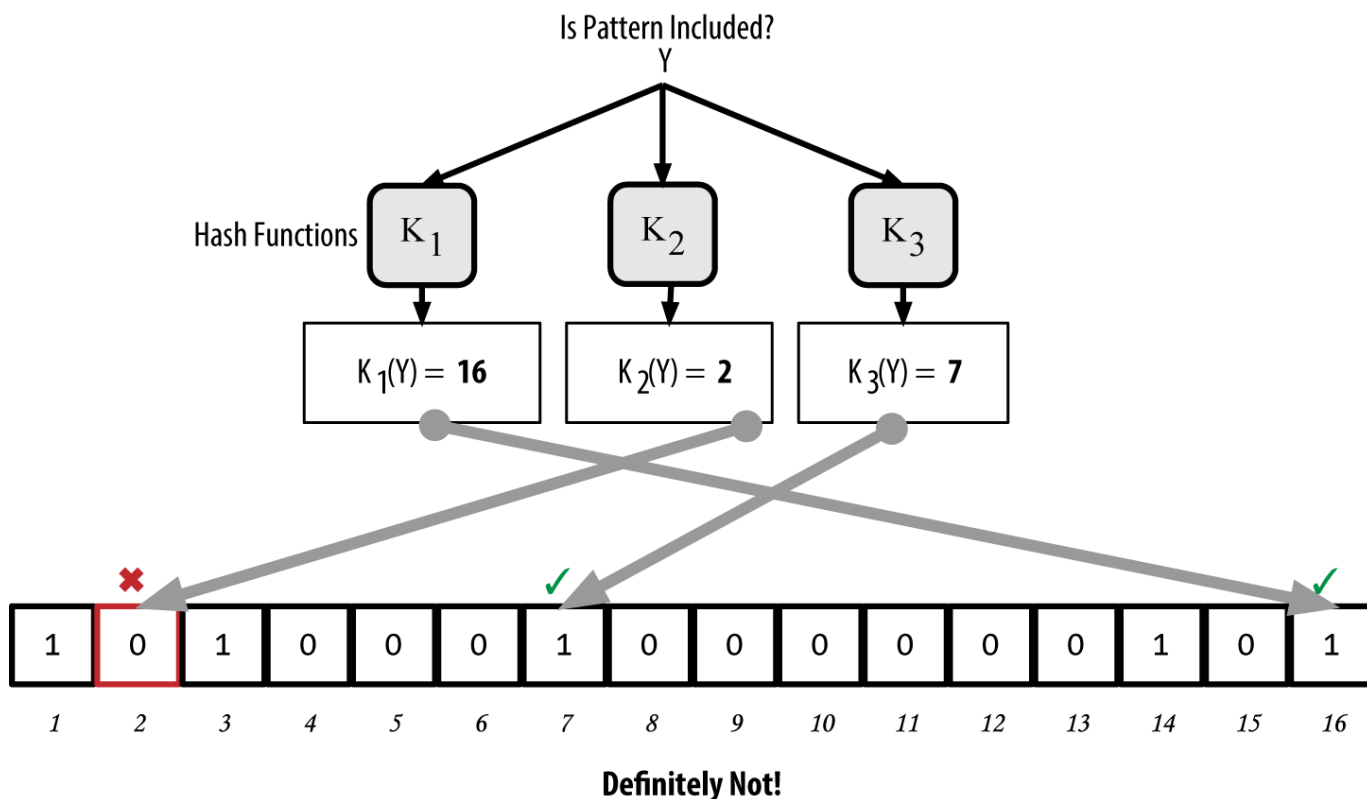 Is Pattern Included?
Y
Hash Functions K1 K2 K3
K1(Y) = 16 K2(Y) = 2 K3(Y) = 7
✖ ✓ ✓
1 0 1 0 0 0 1 0 0 0 0 0 0 1 0 1
1 2 3 4 5 6 7 8 9 10 11 12 13 14 15 16
Definitely Not!